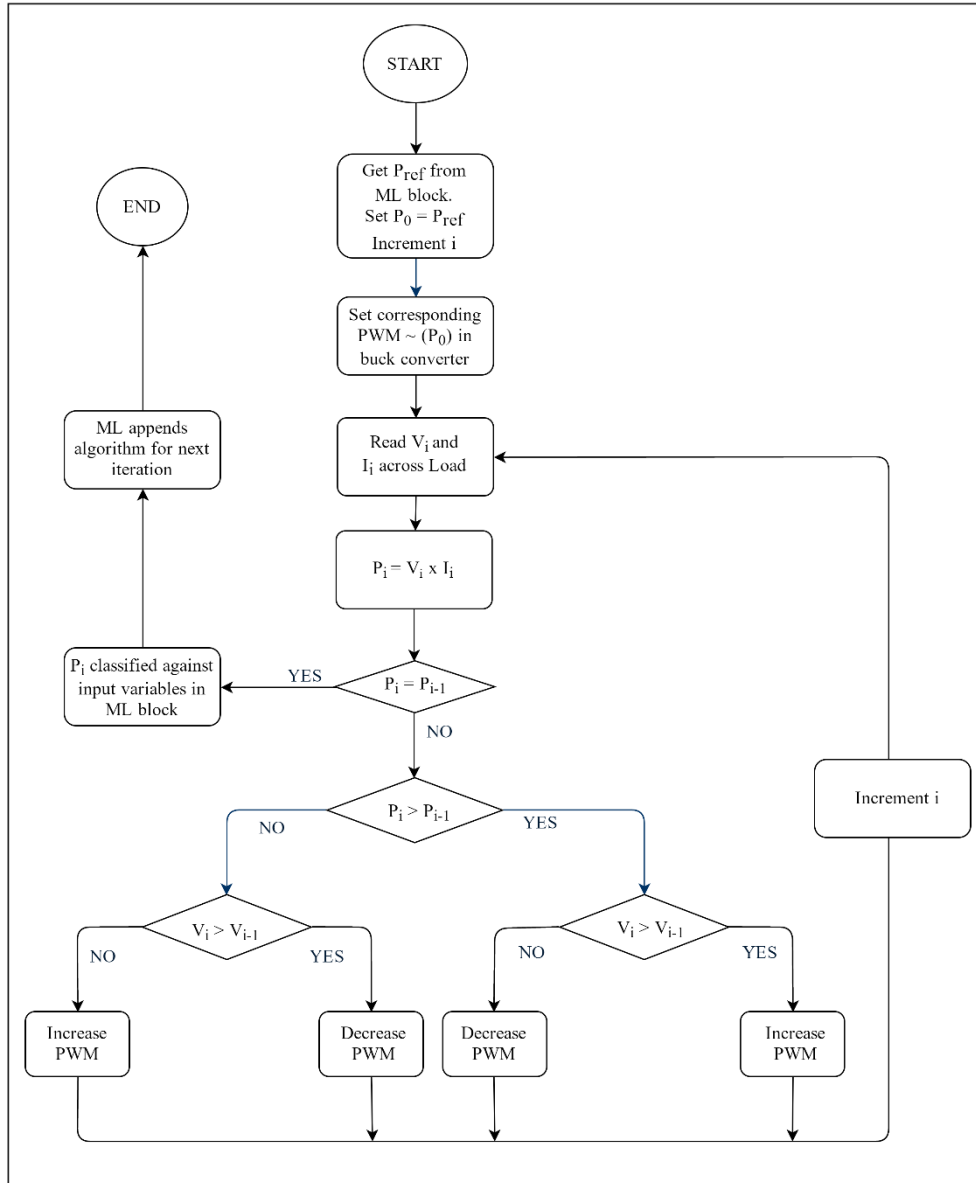 START
Get P_ref from
ML block.
Set P_0 = P_ref
Increment i
END
Set corresponding
PWM ~ (P_0) in
buck converter
ML appends
algorithm for next
iteration
Read V_i and
I_i across Load
P_i = V_i x I_i
P_i classified against
input variables in
ML block
YES
P_i = P_i-1
NO
Increment i
P_i > P_i-1
NO
YES
V_i > V_i-1
NO
YES
V_i > V_i-1
NO
YES
Increase
PWM
Decrease
PWM
Decrease
PWM
Increase
PWM